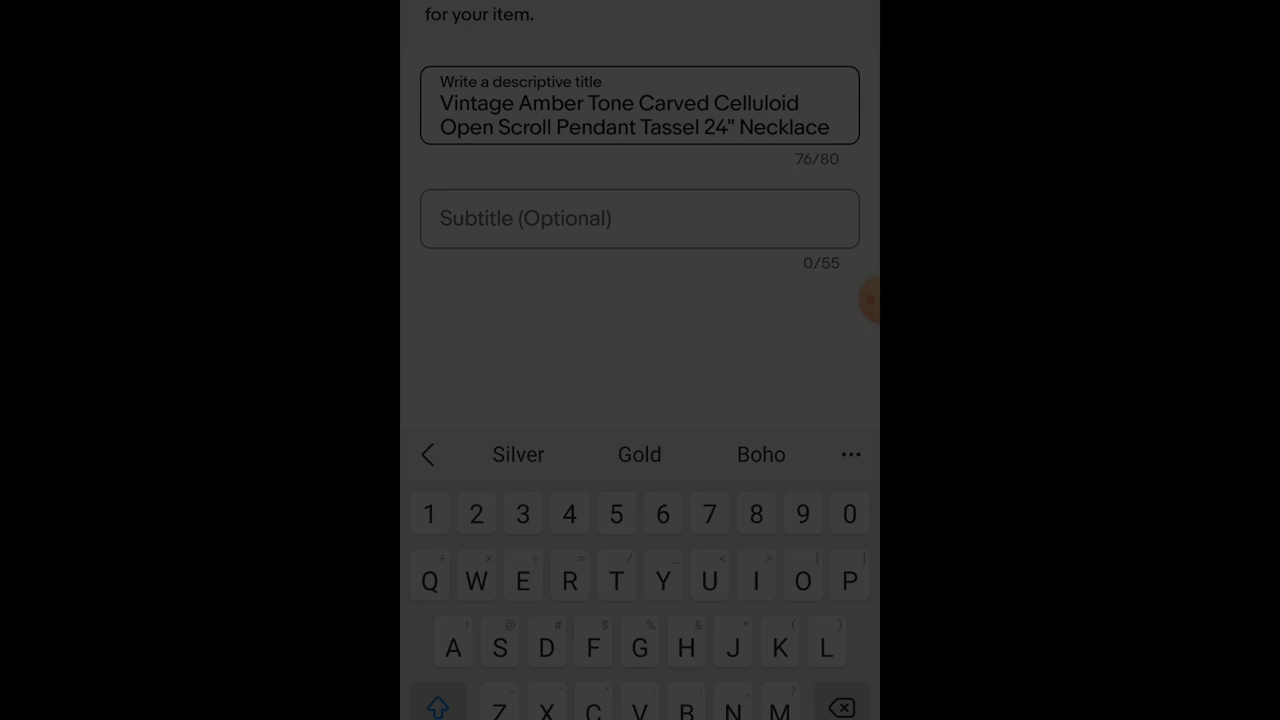 for your item.
Write a descriptive title
Vintage Amber Tone Carved Celluloid
Open Scroll Pendant Tassel 24" Necklace
76/80
Subtitle (Optional)
0/55
Silver Gold Boho ...
1 2 3 4 5 6 7 8 9 0
+ × ÷ = / _ < > [ ]
Q W E R T Y U I O P
! @ # $ % & * ( )
A S D F G H J K L
- ' " : ; , ?
Z X C V B N M